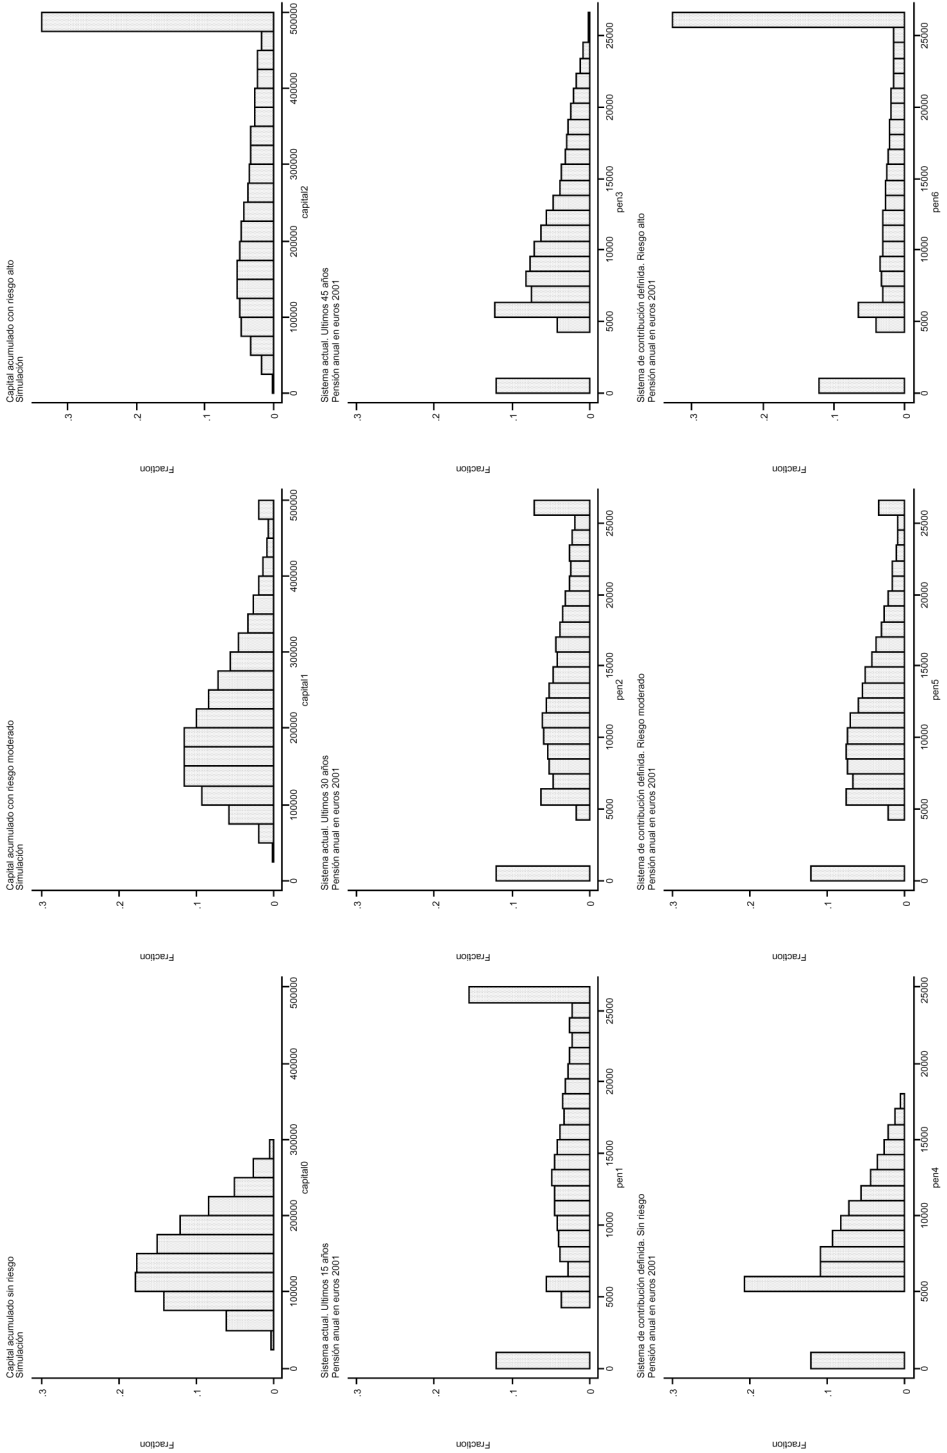 Capital acumulado sin riesgo
Simulación
Fraction
.3
.2
.1
0
0 100000 200000 300000 400000 500000
capital0
Capital acumulado con riesgo moderado
Simulación
Fraction
.3
.2
.1
0
0 100000 200000 300000 400000 500000
capital1
Capital acumulado con riesgo alto
Simulación
Fraction
.3
.2
.1
0
0 100000 200000 300000 400000 500000
capital2
Sistema actual. Ultimos 15 años
Pensión anual en euros 2001
Fraction
.3
.2
.1
0
0 5000 10000 15000 20000 25000
pen1
Sistema actual. Ultimos 30 años
Pensión anual en euros 2001
Fraction
.3
.2
.1
0
0 5000 10000 15000 20000 25000
pen2
Sistema actual. Ultimos 45 años
Pensión anual en euros 2001
Fraction
.3
.2
.1
0
0 5000 10000 15000 20000 25000
pen3
Sistema de contribución definida. Sin riesgo
Pensión anual en euros 2001
Fraction
.3
.2
.1
0
0 5000 10000 15000 20000 25000
pen4
Sistema de contribución definida. Riesgo moderado
Pensión anual en euros 2001
Fraction
.3
.2
.1
0
0 5000 10000 15000 20000 25000
pen5
Sistema de contribución definida. Riesgo alto
Pensión anual en euros 2001
Fraction
.3
.2
.1
0
0 5000 10000 15000 20000 25000
pen6